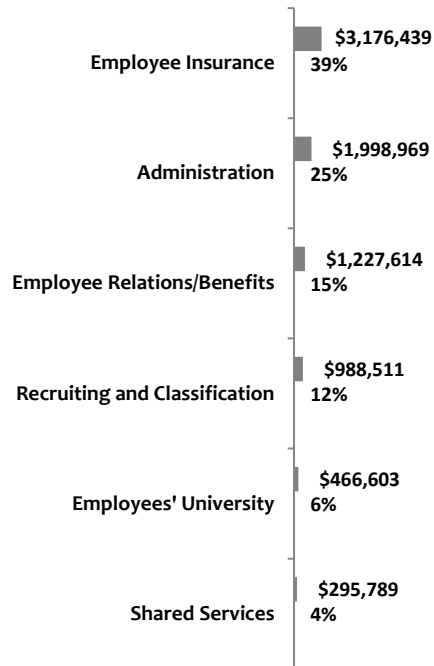 $3,176,439
Employee Insurance
39%
$1,998,969
Administration
25%
$1,227,614
Employee Relations/Benefits
15%
$988,511
Recruiting and Classification
12%
$466,603
Employees' University
6%
$295,789
Shared Services
4%